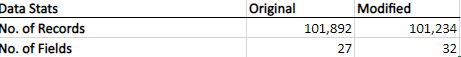 Data Stats Original Modified
No. of Records 101,892 101,234
No. of Fields 27 32